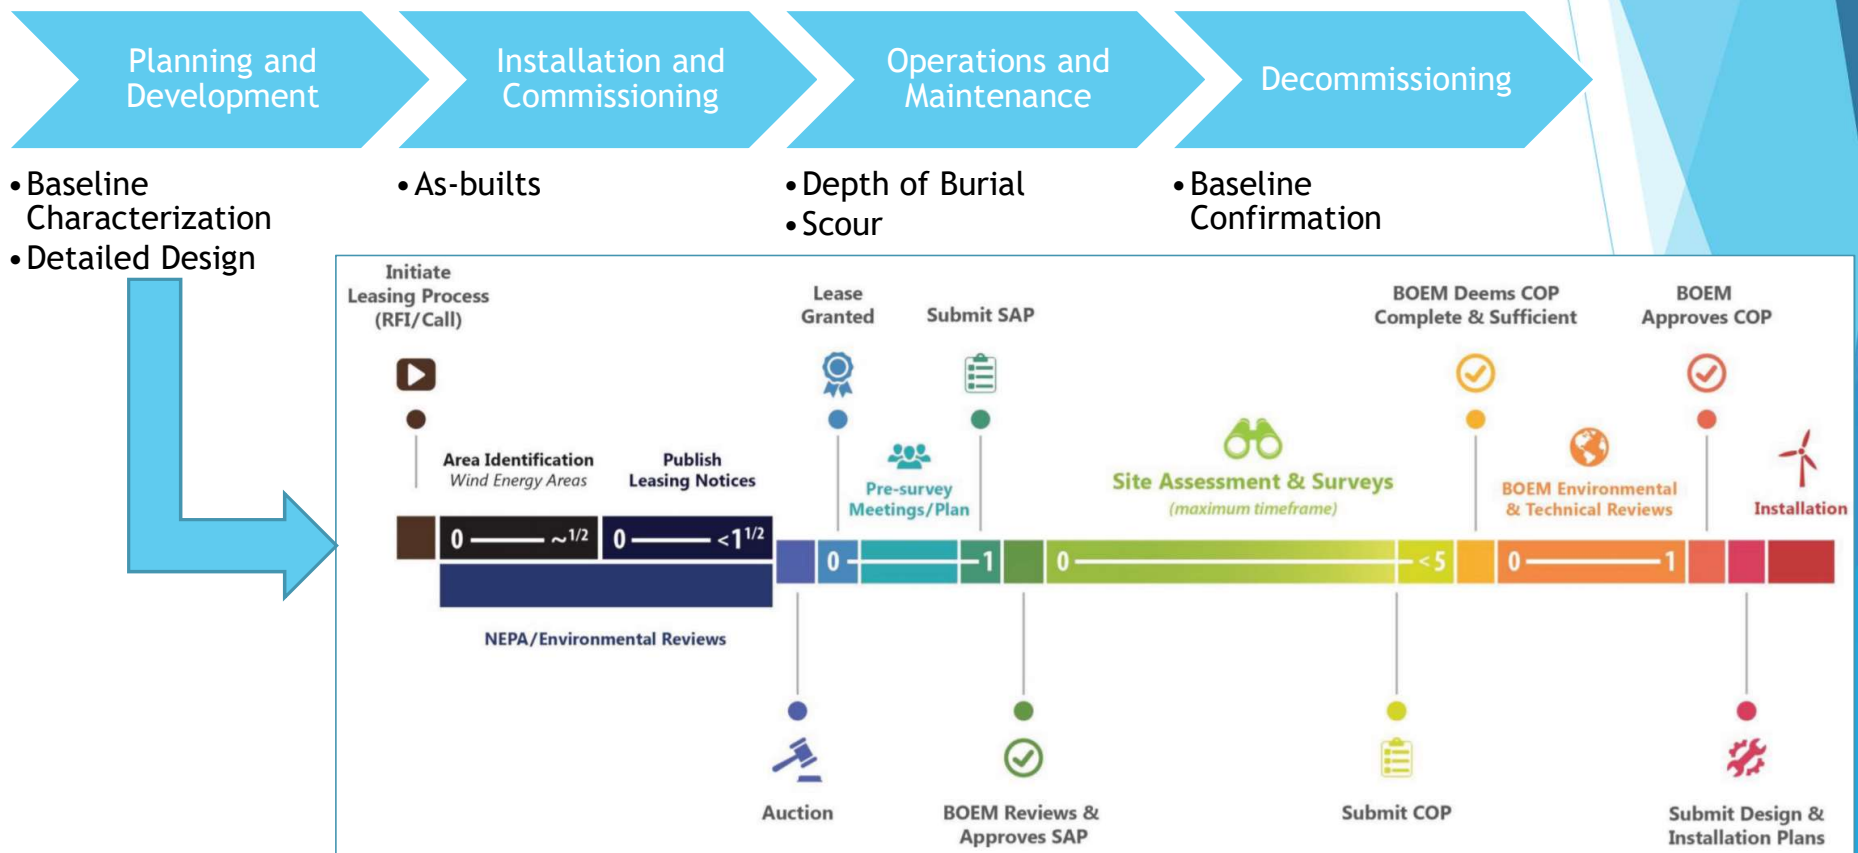 Planning and
Development
Installation and
Commissioning
Operations and
Maintenance
Decommissioning
•Baseline
Characterization
•Detailed Design
•As-builts
•Depth of Burial
•Scour
•Baseline
Confirmation
Initiate
Leasing Process
(RFI/Call)
Lease
Granted
Submit SAP
BOEM Deems COP
Complete & Sufficient
BOEM
Approves COP
Area Identification
Wind Energy Areas
Publish
Leasing Notices
Pre-survey
Meetings/Plan
Site Assessment & Surveys
(maximum timeframe)
BOEM Environmental
& Technical Reviews
Installation
0 ~1/2
0 <1 1/2
0 1
0 <5
0 1
NEPA/Environmental Reviews
Auction
BOEM Reviews &
Approves SAP
Submit COP
Submit Design &
Installation Plans